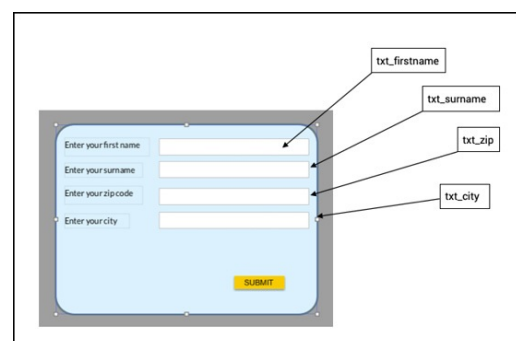 txt_firstname
txt_surname
txt_zip
txt_city
Enter your first name
Enter your surname
Enter your zip code
Enter your city
SUBMIT